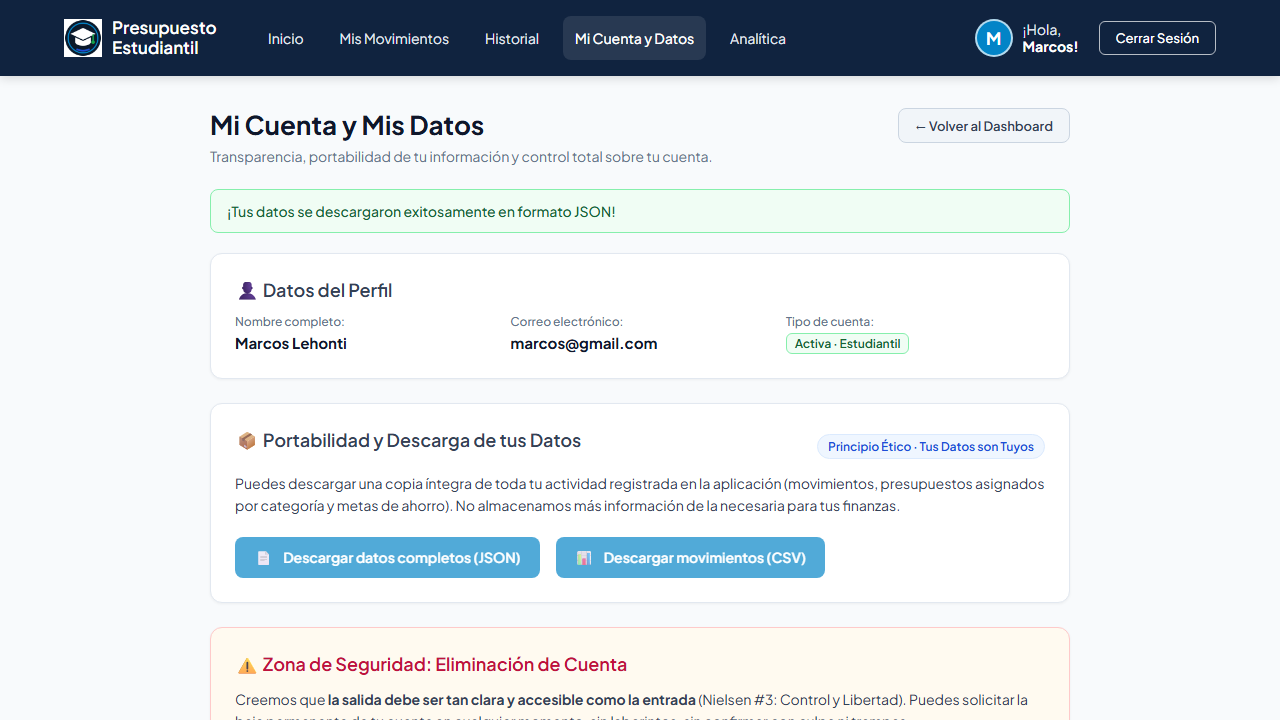 Presupuesto
Estudiantil
Inicio
Mis Movimientos
Historial
Mi Cuenta y Datos
Analítica
M
¡Hola,
Marcos!
Cerrar Sesión
Mi Cuenta y Mis Datos
← Volver al Dashboard
Transparencia, portabilidad de tu información y control total sobre tu cuenta.
¡Tus datos se descargaron exitosamente en formato JSON!
Datos del Perfil
Nombre completo:
Marcos Lehonti
Correo electrónico:
marcos@gmail.com
Tipo de cuenta:
Activa · Estudiantil
Portabilidad y Descarga de tus Datos
Principio Ético · Tus Datos son Tuyos
Puedes descargar una copia íntegra de toda tu actividad registrada en la aplicación (movimientos, presupuestos asignados
por categoría y metas de ahorro). No almacenamos más información de la necesaria para tus finanzas.
Descargar datos completos (JSON)
Descargar movimientos (CSV)
Zona de Seguridad: Eliminación de Cuenta
Creemos que la salida debe ser tan clara y accesible como la entrada (Nielsen #3: Control y Libertad). Puedes solicitar la